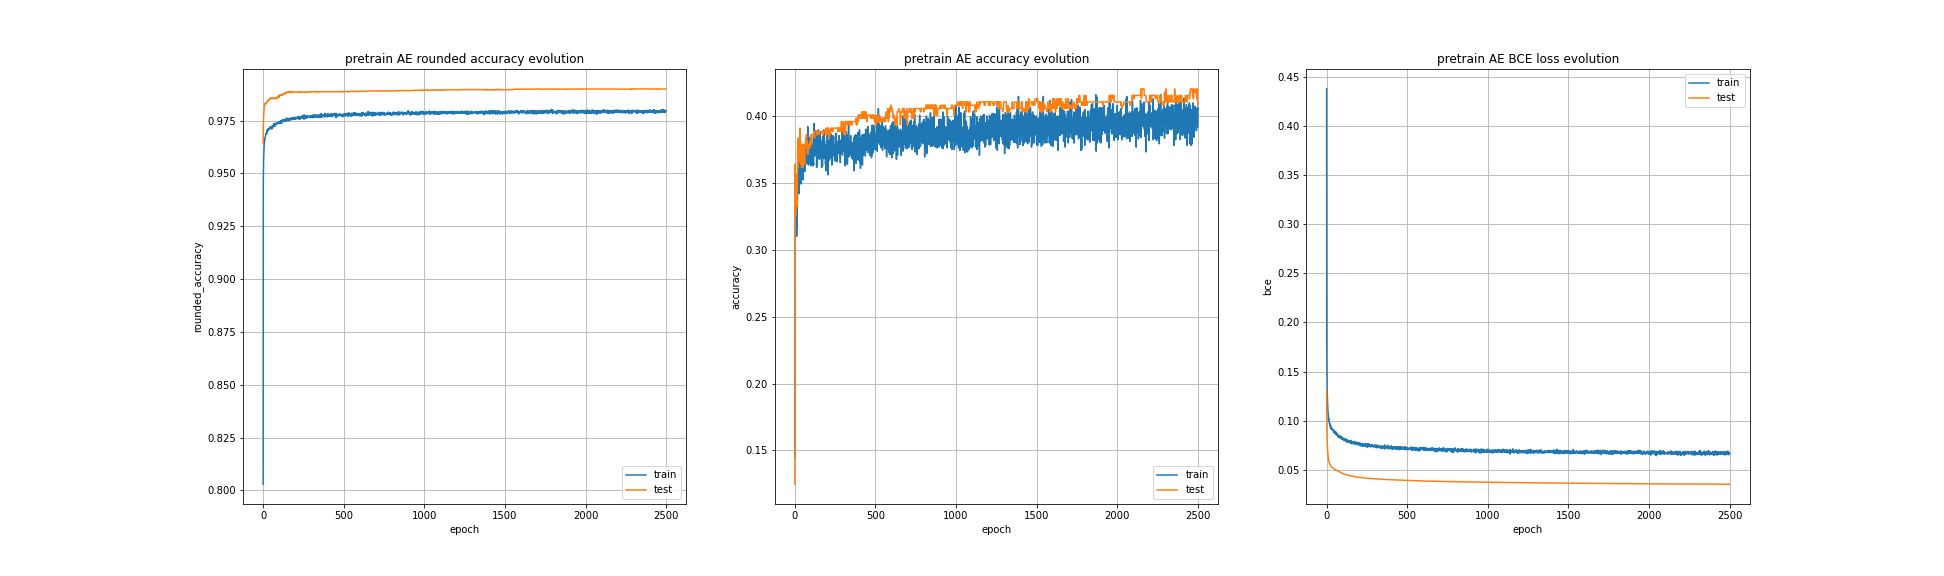 pretrain AE rounded accuracy evolution
rounded_accuracy
0.975
0.950
0.925
0.900
0.875
0.850
0.825
0.800
0 500 1000 1500 2000 2500
epoch
train
test
pretrain AE accuracy evolution
accuracy
0.40
0.35
0.30
0.25
0.20
0.15
0 500 1000 1500 2000 2500
epoch
train
test
pretrain AE BCE loss evolution
bce
0.45
0.40
0.35
0.30
0.25
0.20
0.15
0.10
0.05
0 500 1000 1500 2000 2500
epoch
train
test